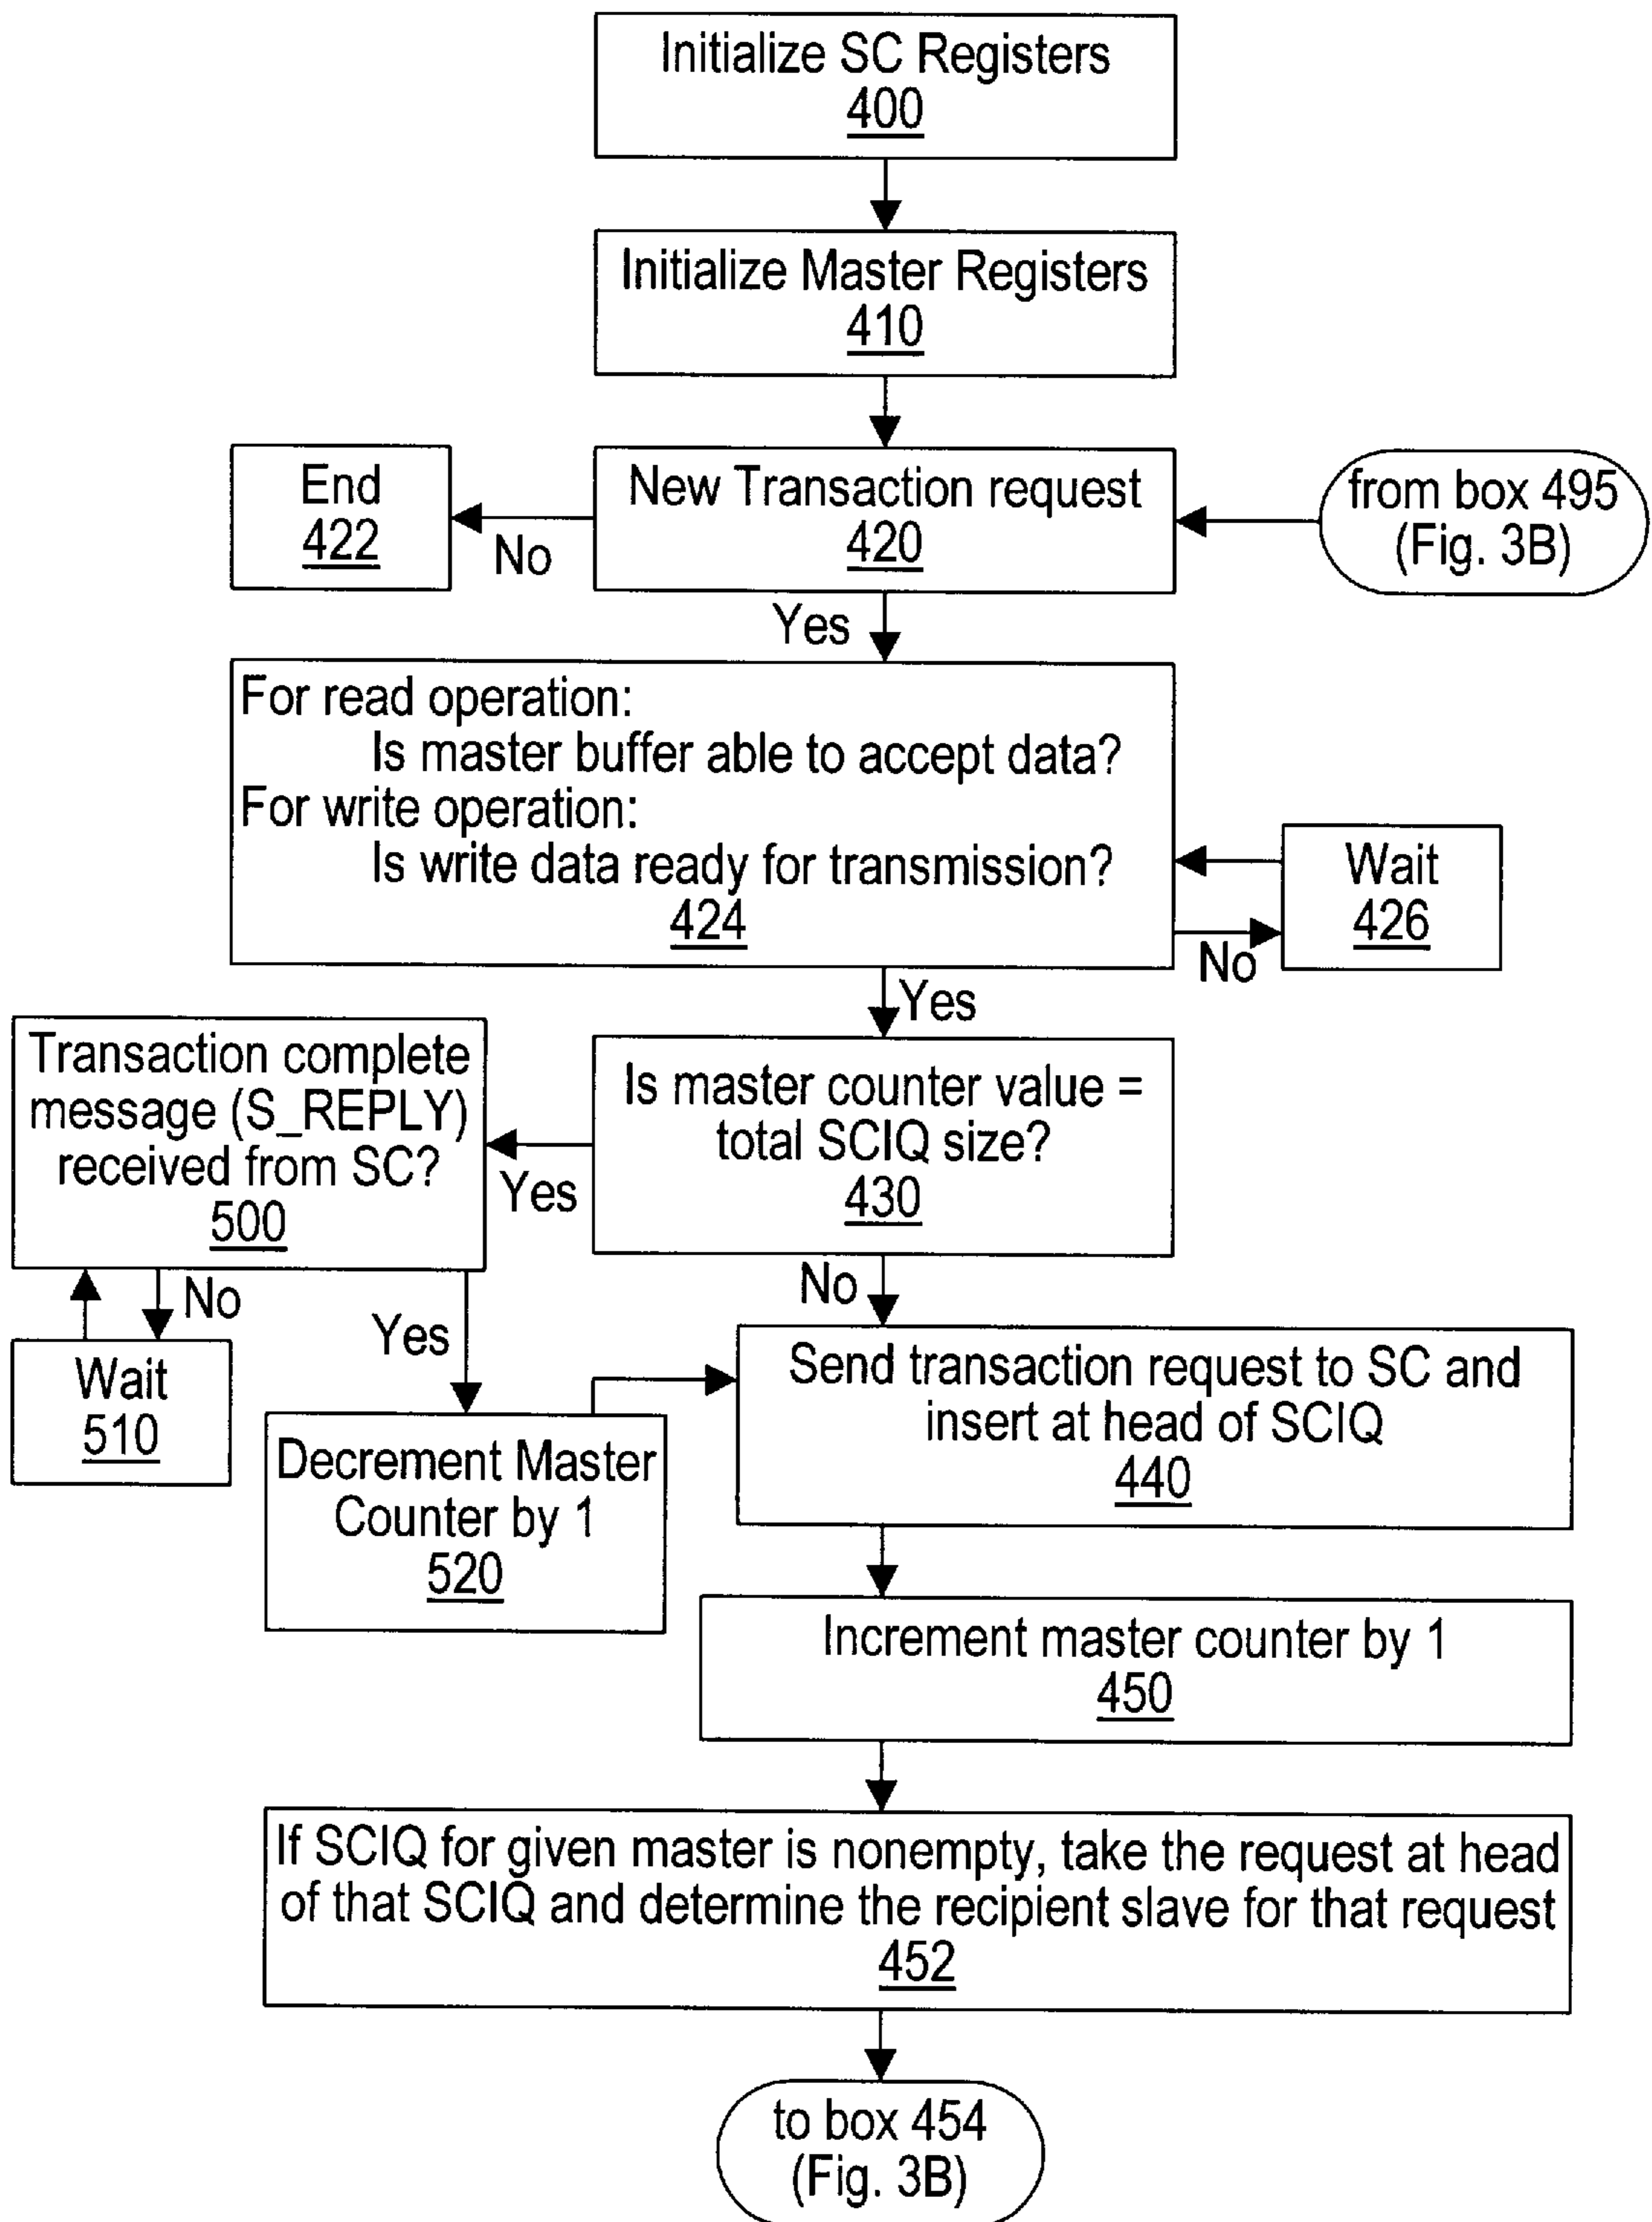 Initialize SC Registers
400
Initialize Master Registers
410
End
422
No
New Transaction request
420
from box 495
(Fig. 3B)
Yes
For read operation:
Is master buffer able to accept data?
For write operation:
Is write data ready for transmission?
424
Wait
426
No
Yes
Transaction complete
message (S_REPLY)
received from SC?
500
Yes
Is master counter value =
total SCIQ size?
430
No
Wait
510
Yes
No
Decrement Master
Counter by 1
520
Send transaction request to SC and
insert at head of SCIQ
440
Increment master counter by 1
450
If SCIQ for given master is nonempty, take the request at head
of that SCIQ and determine the recipient slave for that request
452
to box 454
(Fig. 3B)